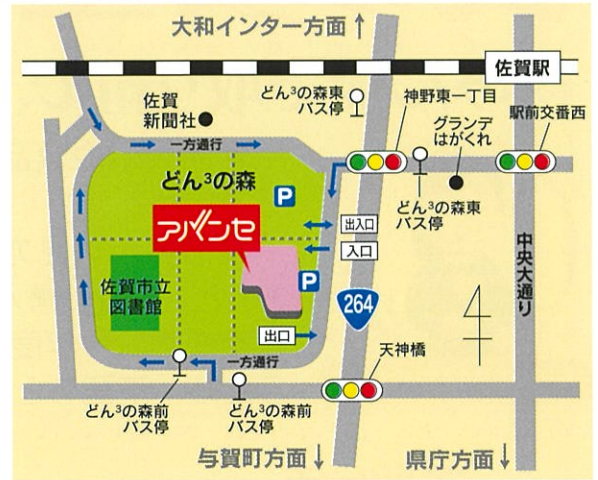 大和インター方面↑
佐賀駅
どん³の森東
バス停
神野東一丁目
佐賀
新聞社
グランデ
はがくれ
駅前交番西
一方通行
どん³の森
P
どん³の森東
バス停
アバンセ
出入口
入口
中央大通り
佐賀市立
図書館
P
264
出口
天神橋
一方通行
どん³の森前
バス停
どん³の森前
バス停
与賀町方面↓
県庁方面↓